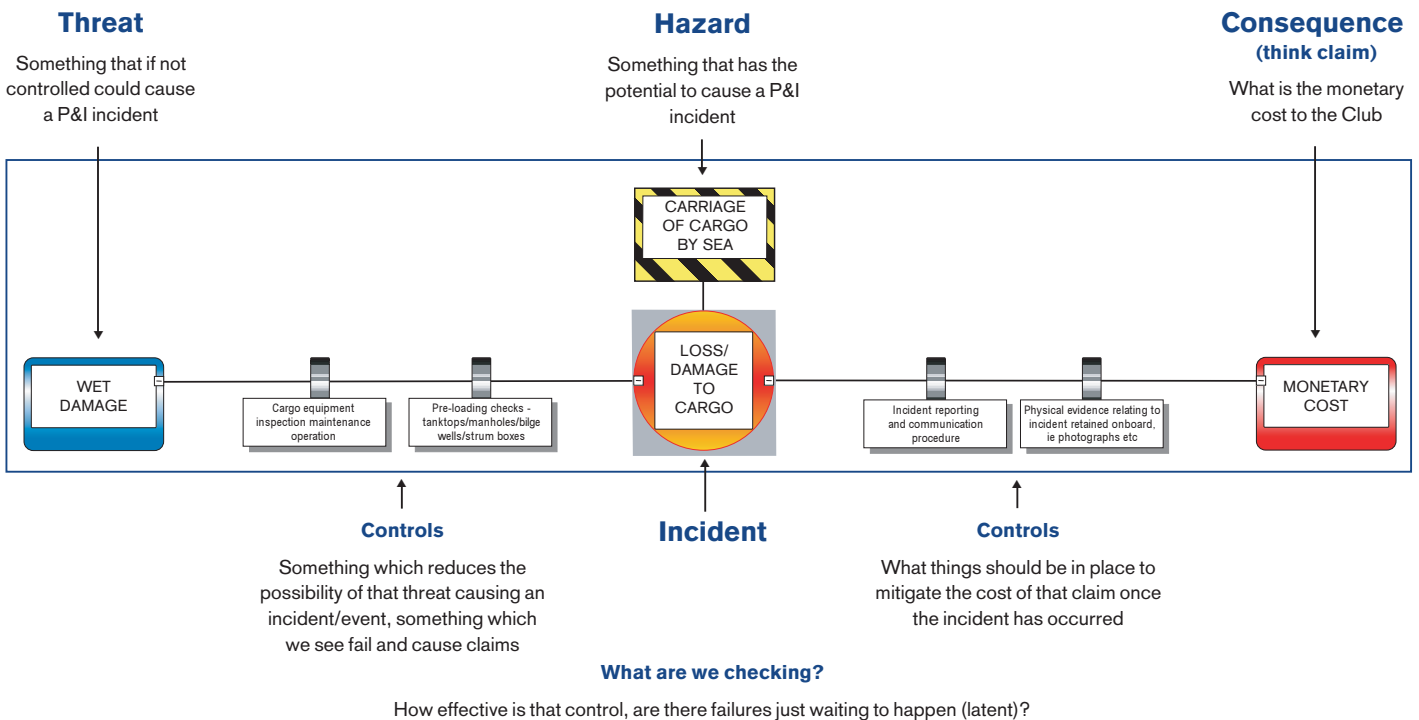 Threat
Something that if not
controlled could cause
a P&I incident
Hazard
Something that has the
potential to cause a P&I
incident
Consequence
(think claim)
What is the monetary
cost to the Club
CARRIAGE
OF CARGO
BY SEA
WET
DAMAGE
Cargo equipment
inspection maintenance
operation
Pre-loading checks -
tanktops/manholes/bilge
wells/strum boxes
LOSS/
DAMAGE
TO
CARGO
Incident reporting
and communication
procedure
Physical evidence relating to
incident retained onboard,
ie photographs etc
MONETARY
COST
Controls
Something which reduces the
possibility of that threat causing an
incident/event, something which
we see fail and cause claims
Incident
Controls
What things should be in place to
mitigate the cost of that claim once
the incident has occurred
What are we checking?
How effective is that control, are there failures just waiting to happen (latent)?